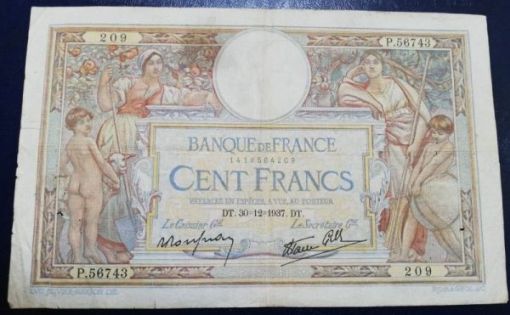 209
P.56743
BANQUE DE FRANCE
1418564209
CENT FRANCS
PAYABLES EN ESPÈCES, A VUE, AU PORTEUR
DT. 30-12=1937. DT.
Le Caissier Gal
Le Secrétaire Gal
P.56743
209